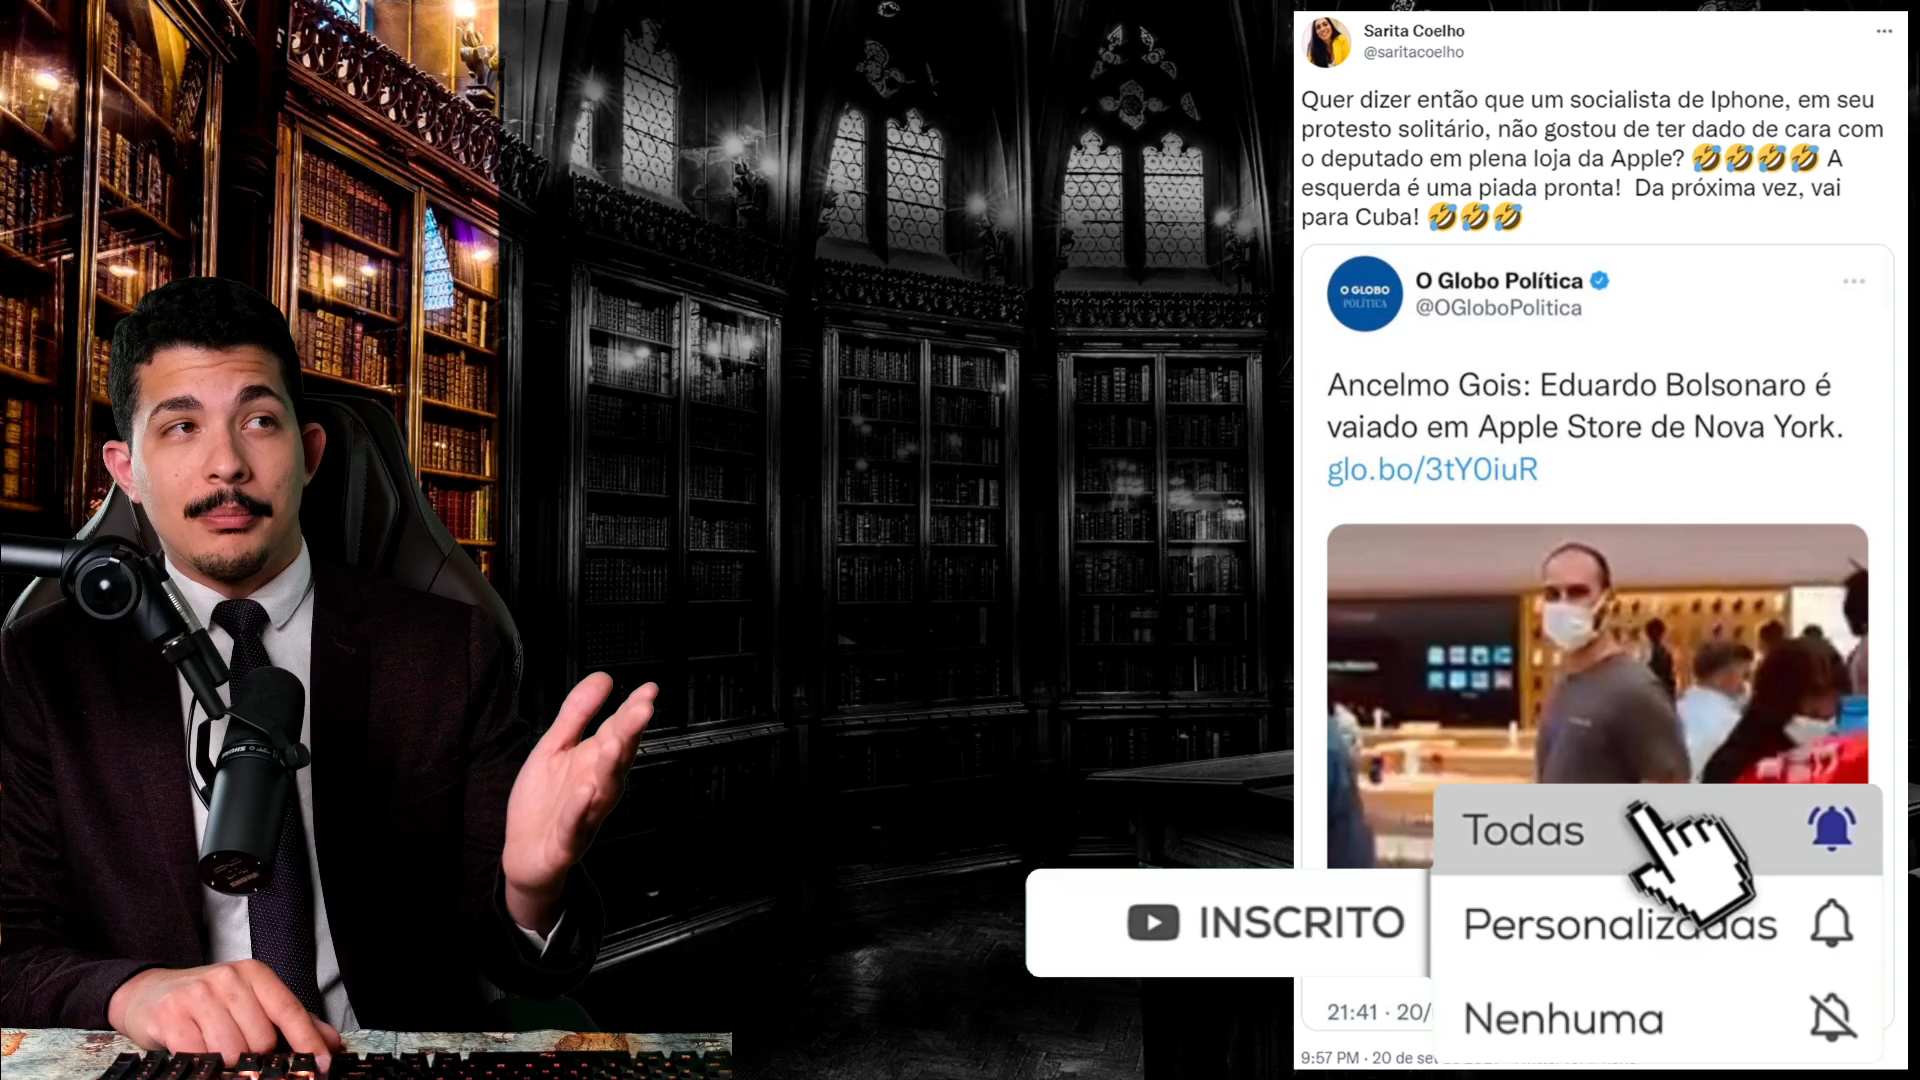 Sarita Coelho
@saritacoelho
Quer dizer então que um socialista de Iphone, em seu
protesto solitário, não gostou de ter dado de cara com
o deputado em plena loja da Apple? 🤣🤣🤣🤣 A
esquerda é uma piada pronta! Da próxima vez, vai
para Cuba! 🤣🤣🤣
O GLOBO
POLÍTICA
O Globo Política
@OGloboPolitica
Ancelmo Gois: Eduardo Bolsonaro é
vaiado em Apple Store de Nova York.
glo.bo/3tY0iuR
Todas
INSCRITO
Personalizadas
Nenhuma
21:41 · 20/
9:57 PM · 20 de set